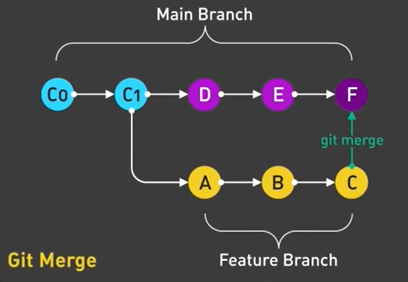 Main Branch
C0 C1 D E F
git merge
A B C
Feature Branch
Git Merge